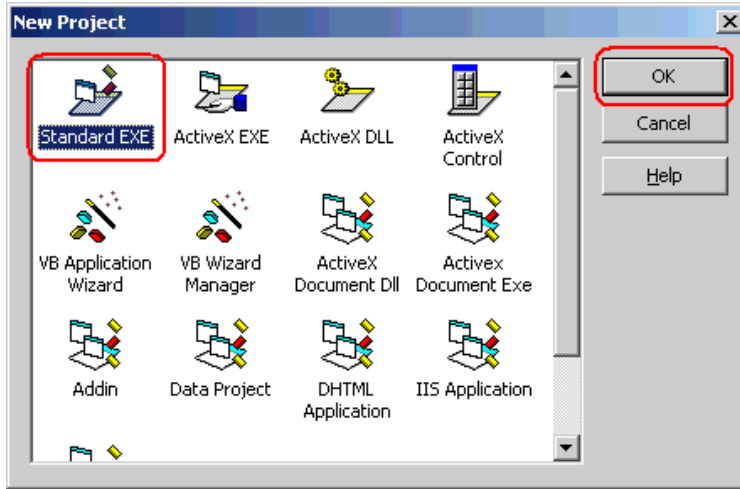 New Project
Standard EXE
ActiveX EXE
ActiveX DLL
ActiveX
Control
VB Application
Wizard
VB Wizard
Manager
ActiveX
Document Dll
Activex
Document Exe
Addin
Data Project
DHTML
Application
IIS Application
OK
Cancel
Help